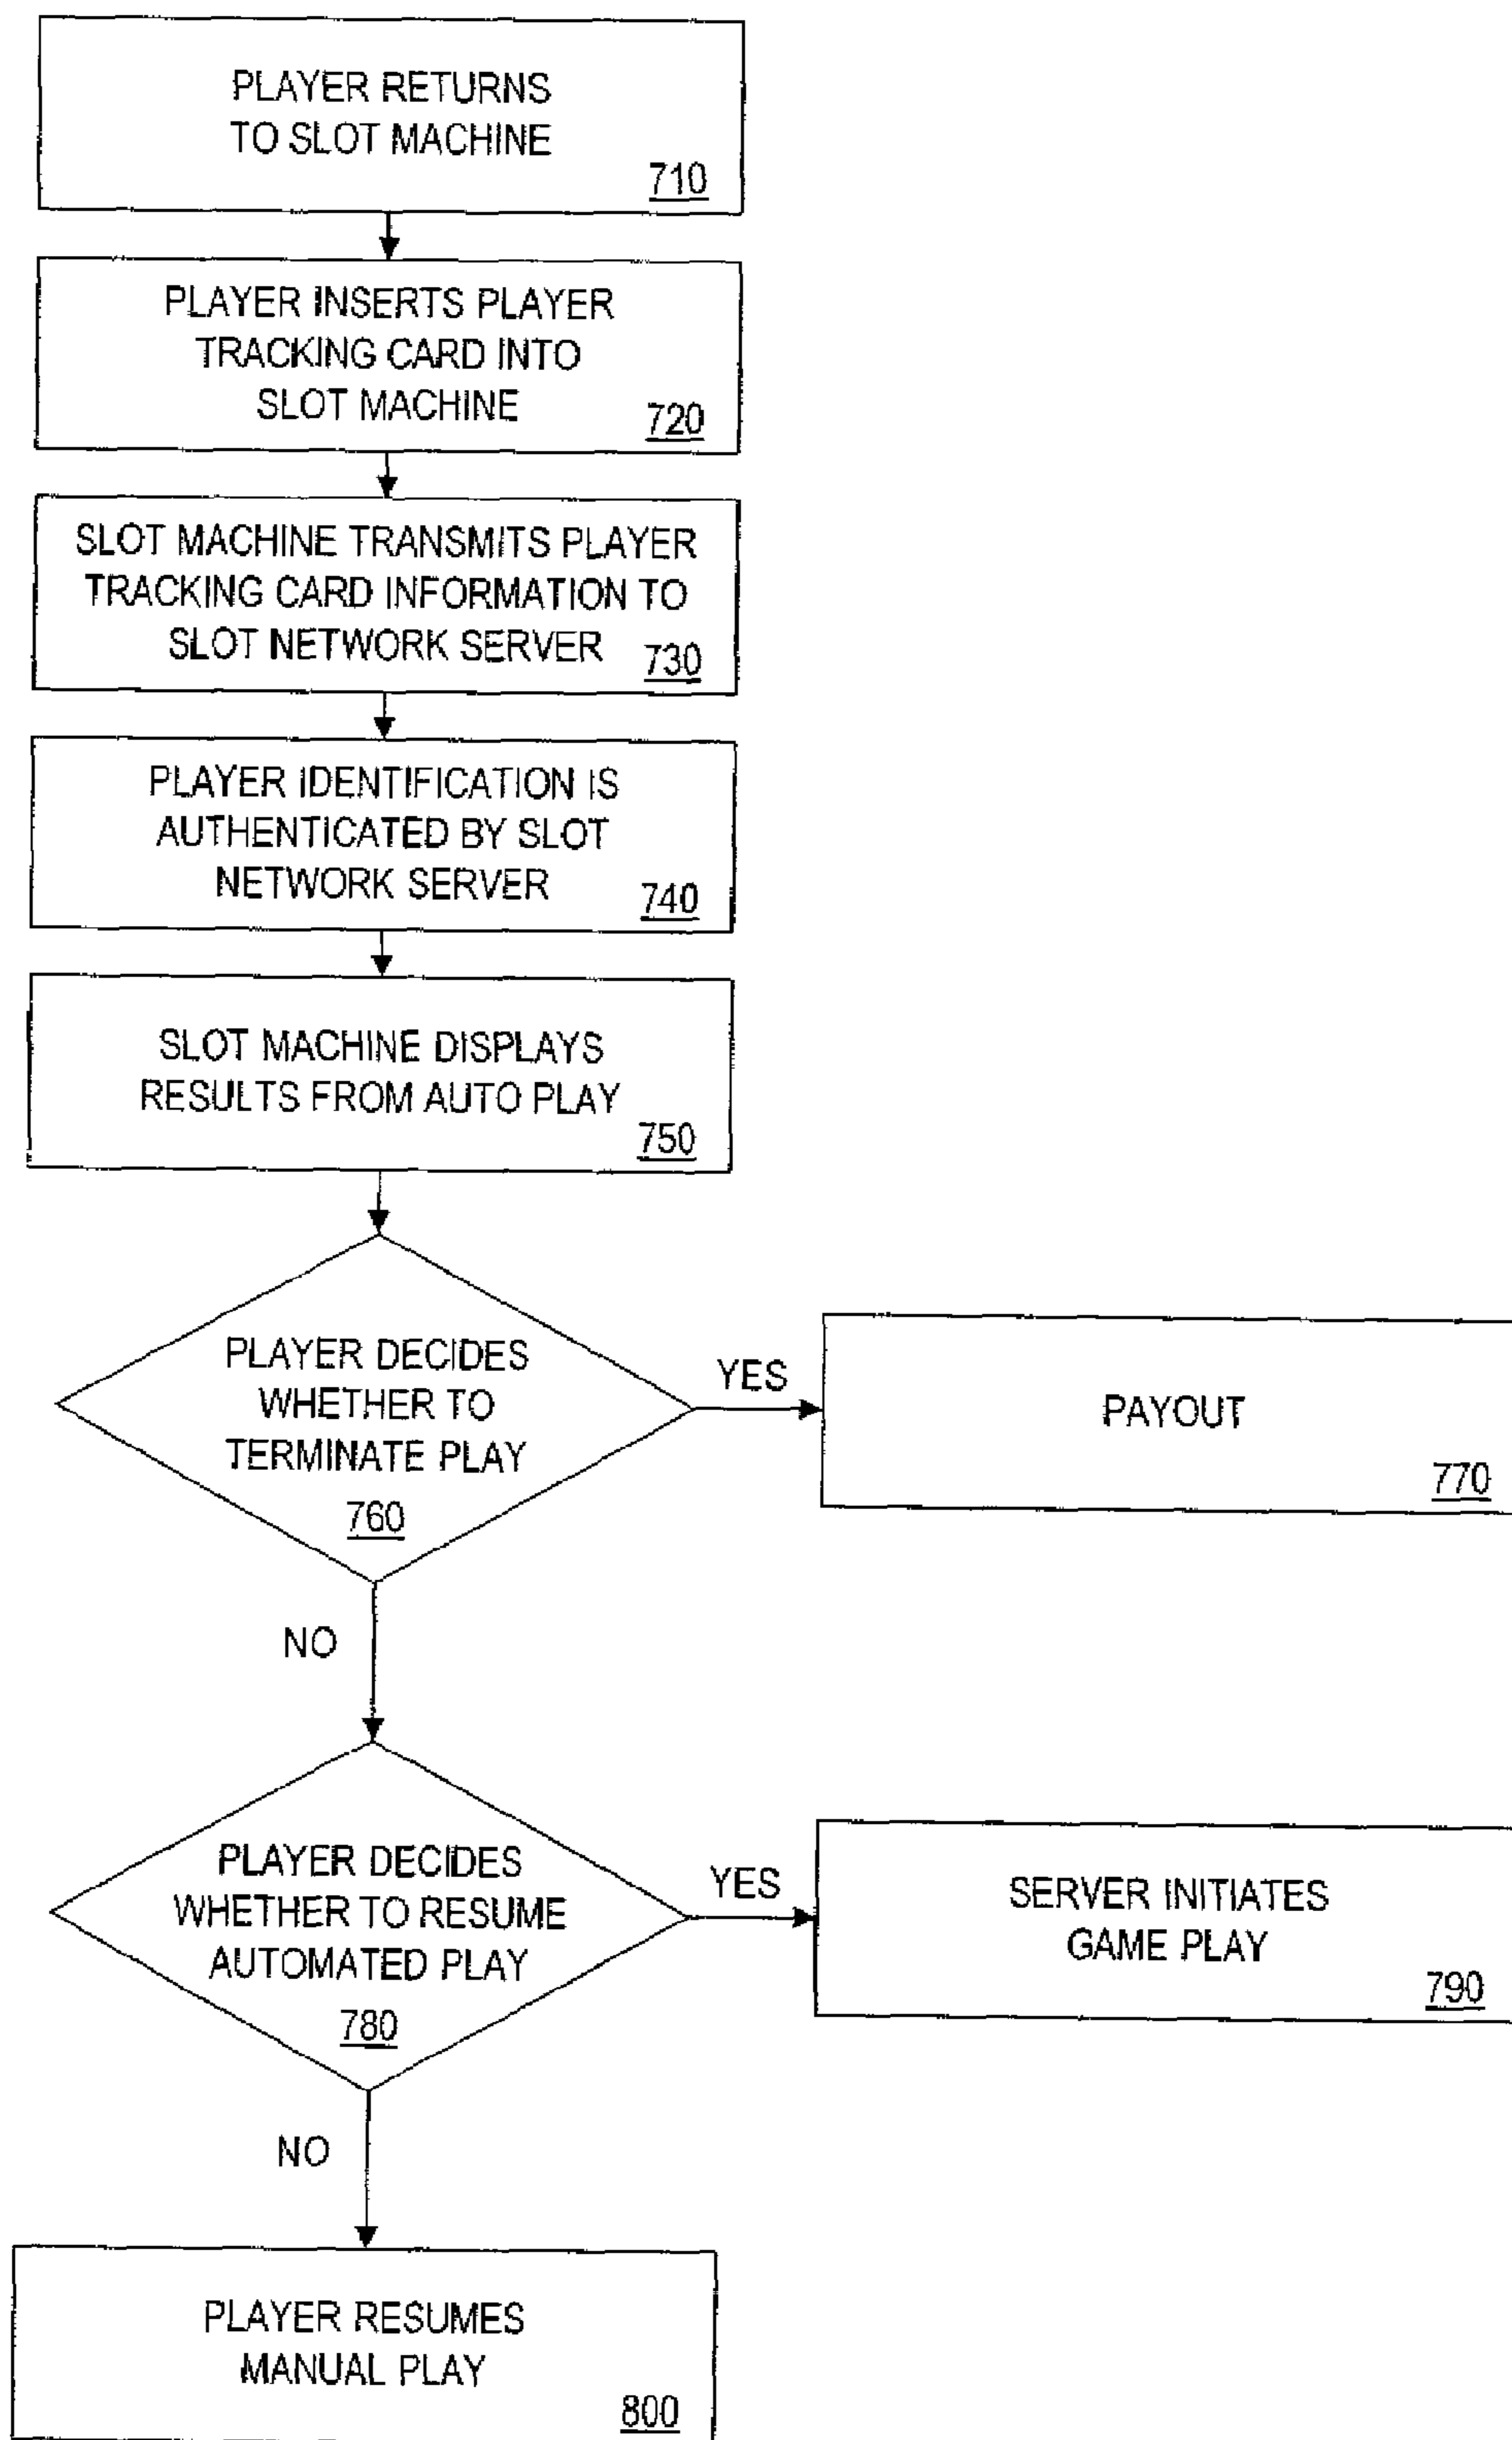 PLAYER RETURNS
TO SLOT MACHINE
710
PLAYER INSERTS PLAYER
TRACKING CARD INTO
SLOT MACHINE
720
SLOT MACHINE TRANSMITS PLAYER
TRACKING CARD INFORMATION TO
SLOT NETWORK SERVER
730
PLAYER IDENTIFICATION IS
AUTHENTICATED BY SLOT
NETWORK SERVER
740
SLOT MACHINE DISPLAYS
RESULTS FROM AUTO PLAY
750
PLAYER DECIDES
WHETHER TO
TERMINATE PLAY
760
YES
PAYOUT
770
NO
PLAYER DECIDES
WHETHER TO RESUME
AUTOMATED PLAY
780
YES
SERVER INITIATES
GAME PLAY
790
NO
PLAYER RESUMES
MANUAL PLAY
800